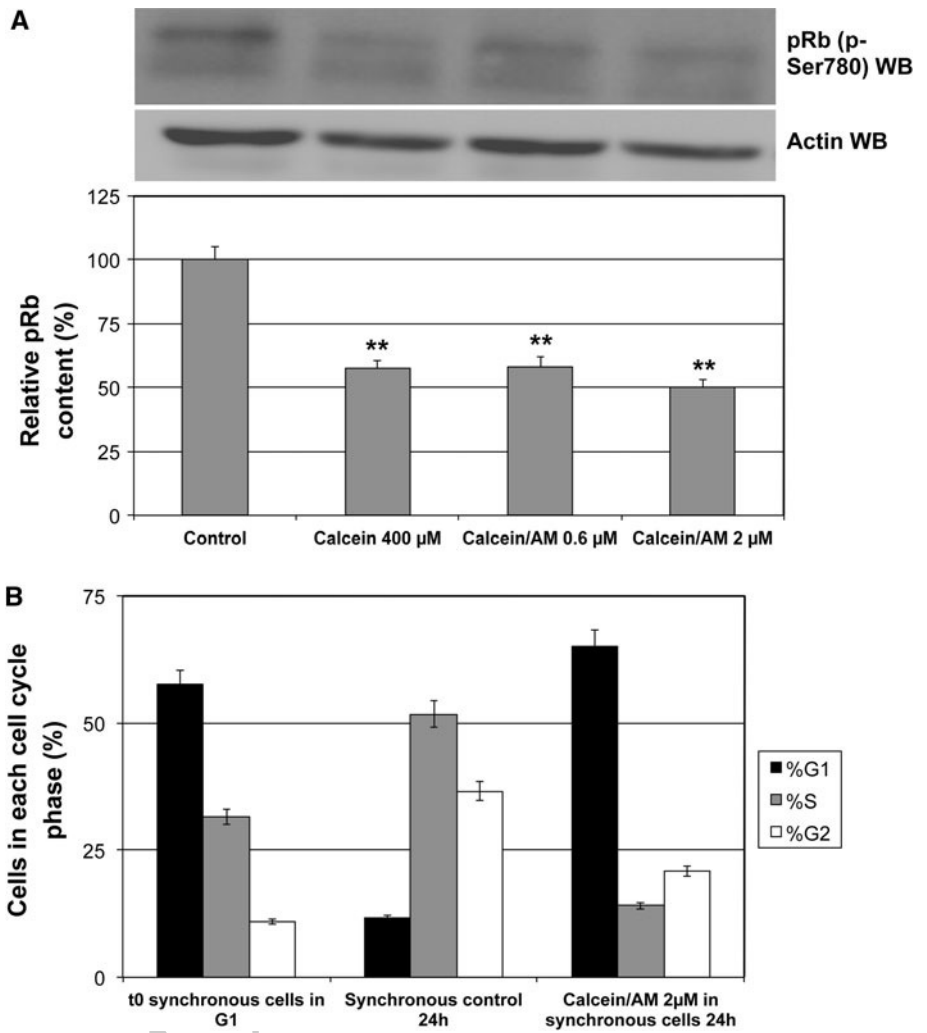 A
pRb (p-
Ser780) WB
Actin WB
125
100
75
50
25
0
Relative pRb
content (%)
**
**
**
Control
Calcein 400 µM
Calcein/AM 0.6 µM
Calcein/AM 2 µM
B
75
50
25
0
Cells in each cell cycle
phase (%)
%G1
%S
%G2
t0 synchronous cells in
G1
Synchronous control
24h
Calcein/AM 2µM in
synchronous cells 24h